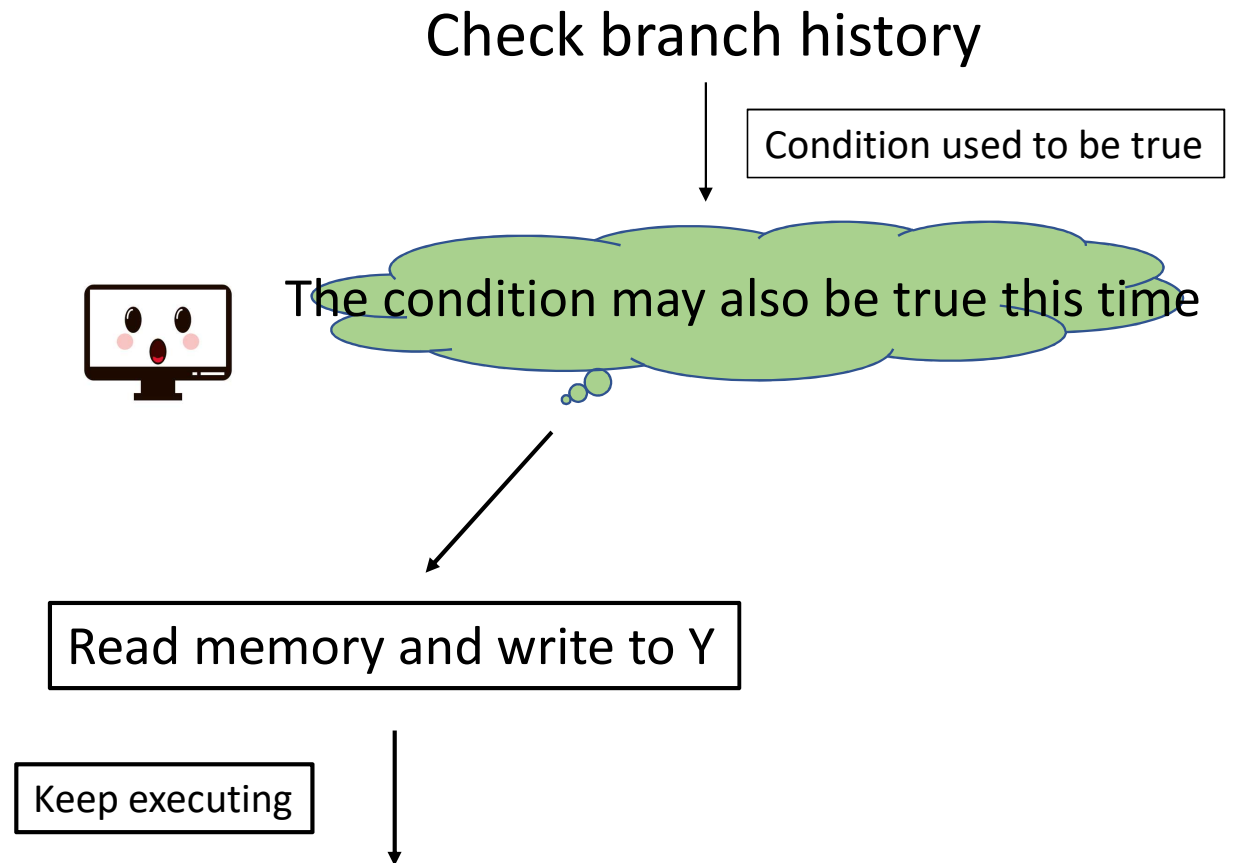 Check branch history
Condition used to be true
The condition may also be true this time
Read memory and write to Y
Keep executing